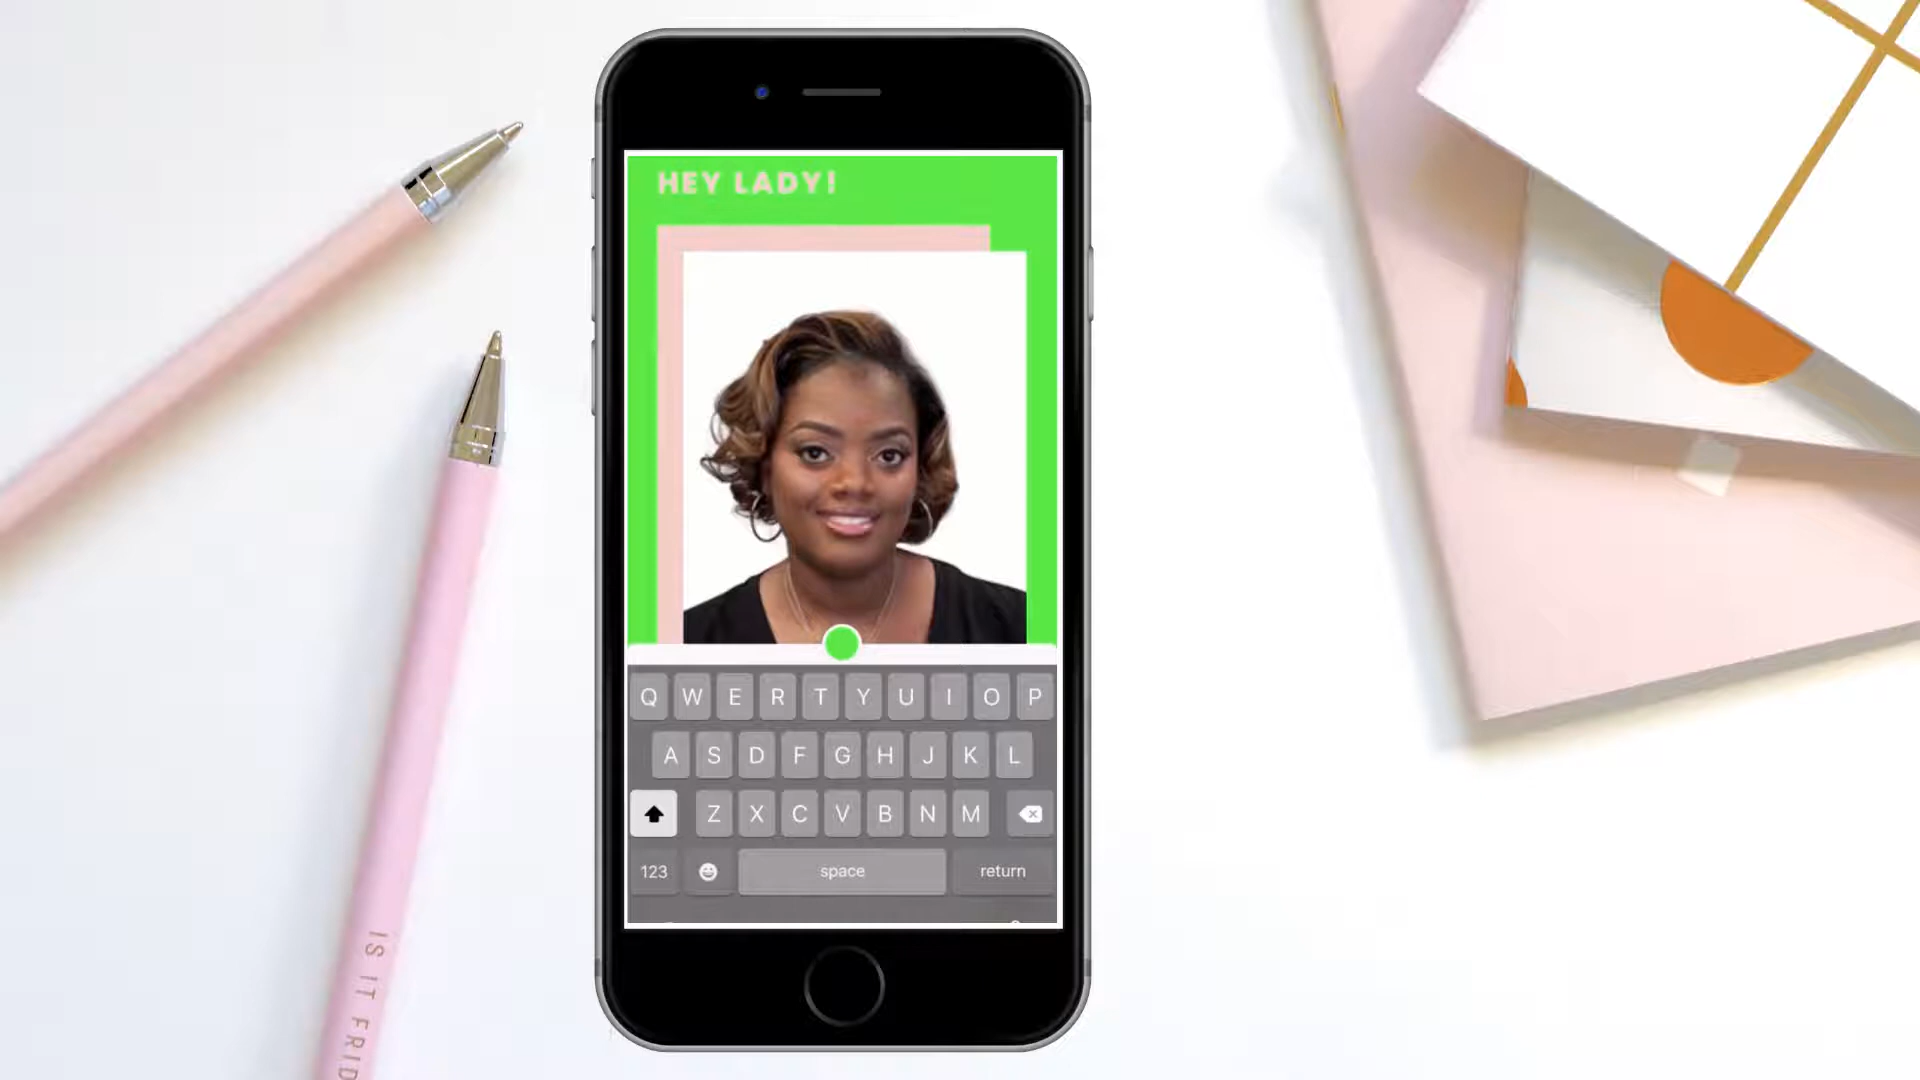 HEY LADY!
Q W E R T Y U I O P
A S D F G H J K L
Z X C V B N M
123 space return
IS IT FRID